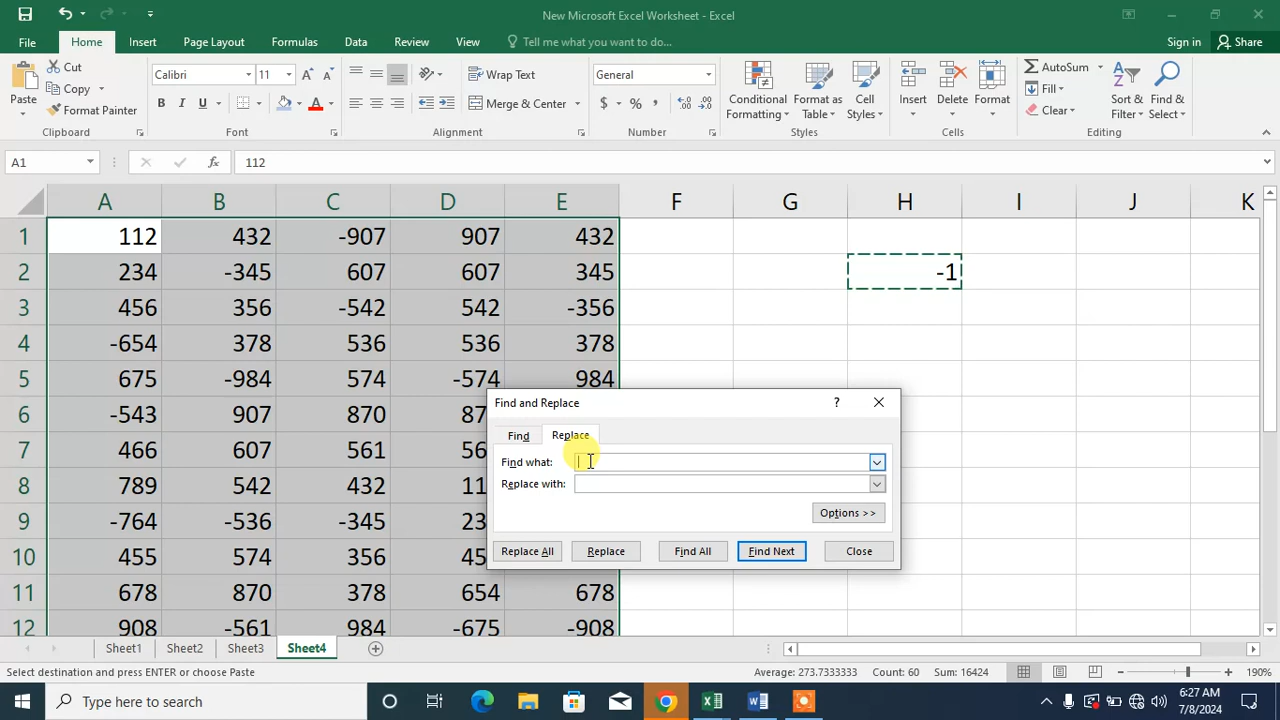 New Microsoft Excel Worksheet - Excel
File Home Insert Page Layout Formulas Data Review View Tell me what you want to do... Sign in Share
Paste Cut Copy Format Painter
Calibri 11 A A
B I U A
Wrap Text
Merge & Center
General
$ % ,
Conditional Formatting Format as Table Cell Styles
Insert Delete Format
AutoSum Fill Clear
Sort & Filter Find & Select
Clipboard Font Alignment Number Styles Cells Editing
A1 fx 112
A B C D E F G H I J K
1 112 432 -907 907 432
2 234 -345 607 607 345 -1
3 456 356 -542 542 -356
4 -654 378 536 536 378
5 675 -984 574 -574 984
6 -543 907 870 87
7 466 607 561 56
8 789 542 432 11
9 -764 -536 -345 23
10 455 574 356 45
11 678 870 378 654 678
12 908 -561 984 -675 -908
Find and Replace ?
Find Replace
Find what:
Replace with:
Options >>
Replace All Replace Find All Find Next Close
Sheet1 Sheet2 Sheet3 Sheet4
Select destination and press ENTER or choose Paste Average: 273.7333333 Count: 60 Sum: 16424 190%
Type here to search
6:27 AM
7/8/2024